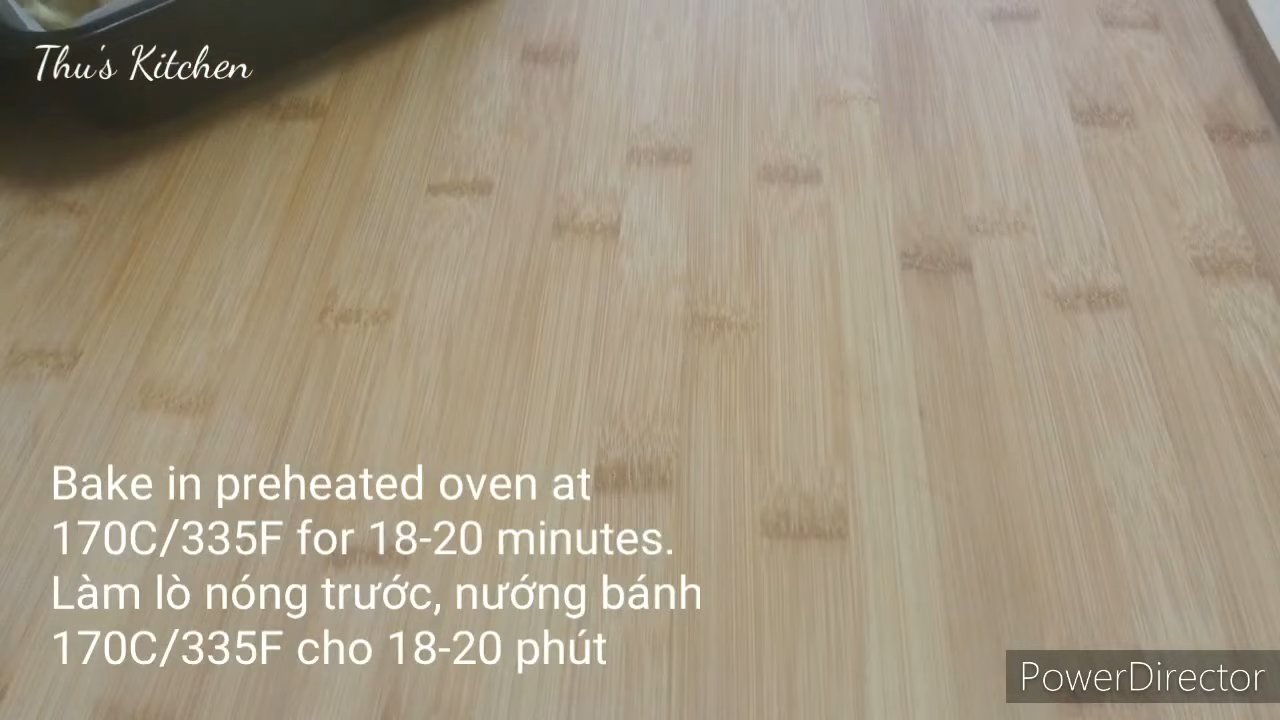 Thu's Kitchen
Bake in preheated oven at
170C/335F for 18-20 minutes.
Làm lò nóng trước, nướng bánh
170C/335F cho 18-20 phút
PowerDirector